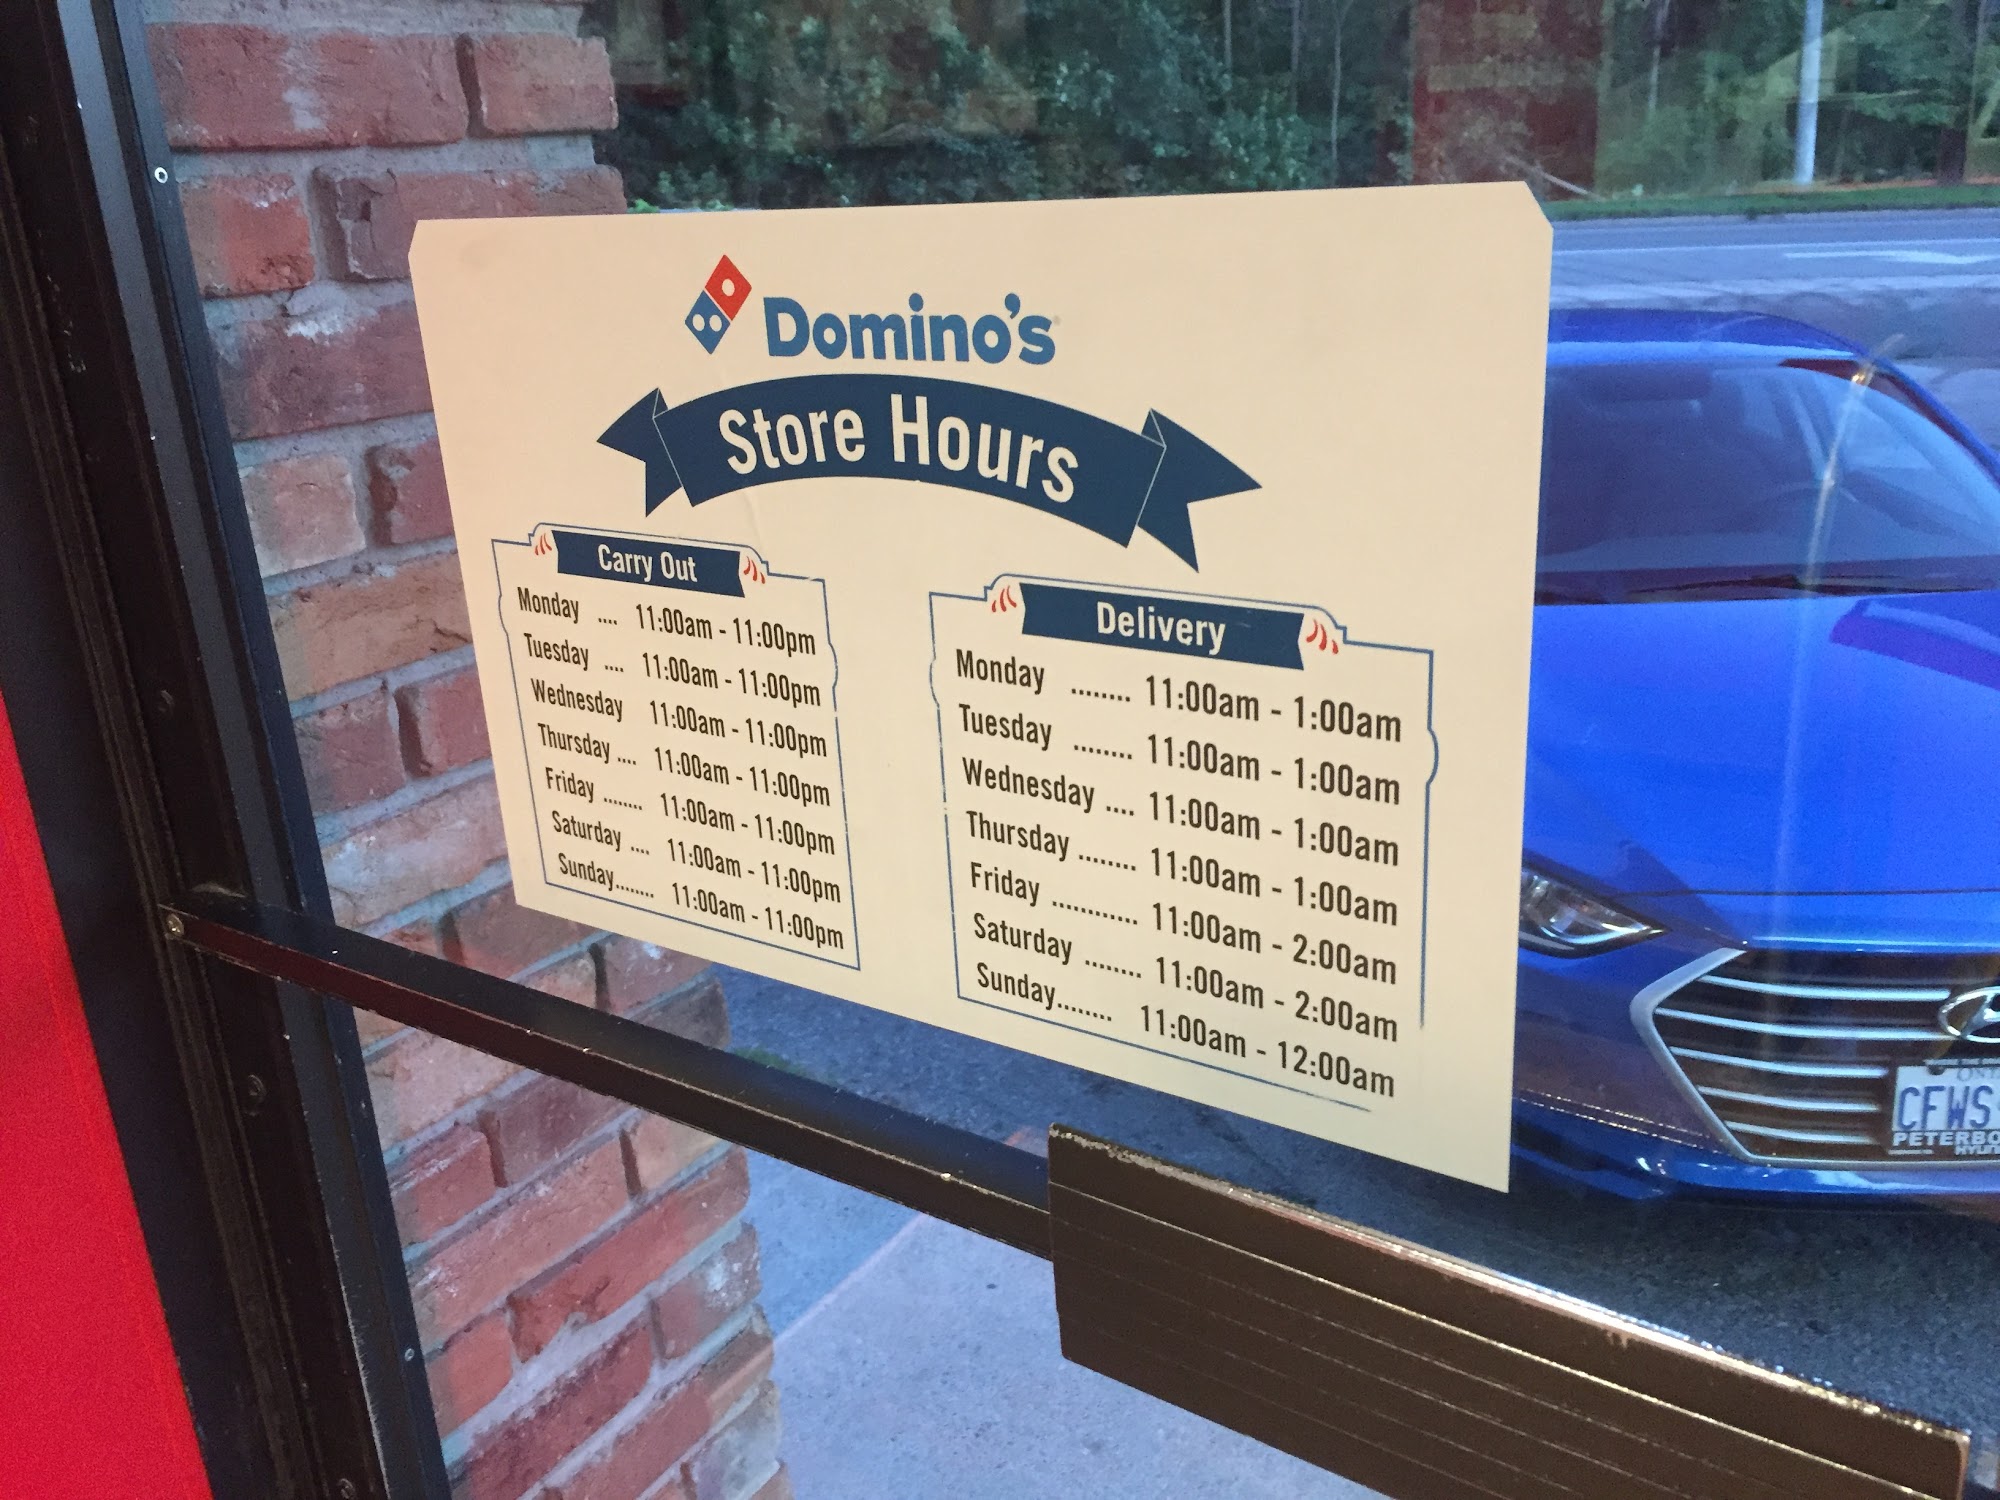 Domino's
Store Hours
Carry Out
Monday .... 11:00am - 11:00pm
Tuesday .... 11:00am - 11:00pm
Wednesday 11:00am - 11:00pm
Thursday .... 11:00am - 11:00pm
Friday ........ 11:00am - 11:00pm
Saturday .... 11:00am - 11:00pm
Sunday........ 11:00am - 11:00pm
Delivery
Monday ........ 11:00am - 1:00am
Tuesday ........ 11:00am - 1:00am
Wednesday .... 11:00am - 1:00am
Thursday ........ 11:00am - 1:00am
Friday ............ 11:00am - 2:00am
Saturday ........ 11:00am - 2:00am
Sunday........ 11:00am - 12:00am
CFWS